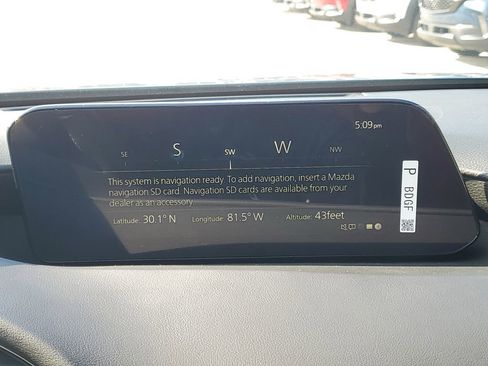 5:09pm
SE S SW W NW
This system is navigation ready. To add navigation, insert a Mazda
navigation SD card. Navigation SD cards are available from your
dealer as an accessory.
Latitude: 30.1° N Longitude: 81.5° W Altitude: 43feet
P BDGF